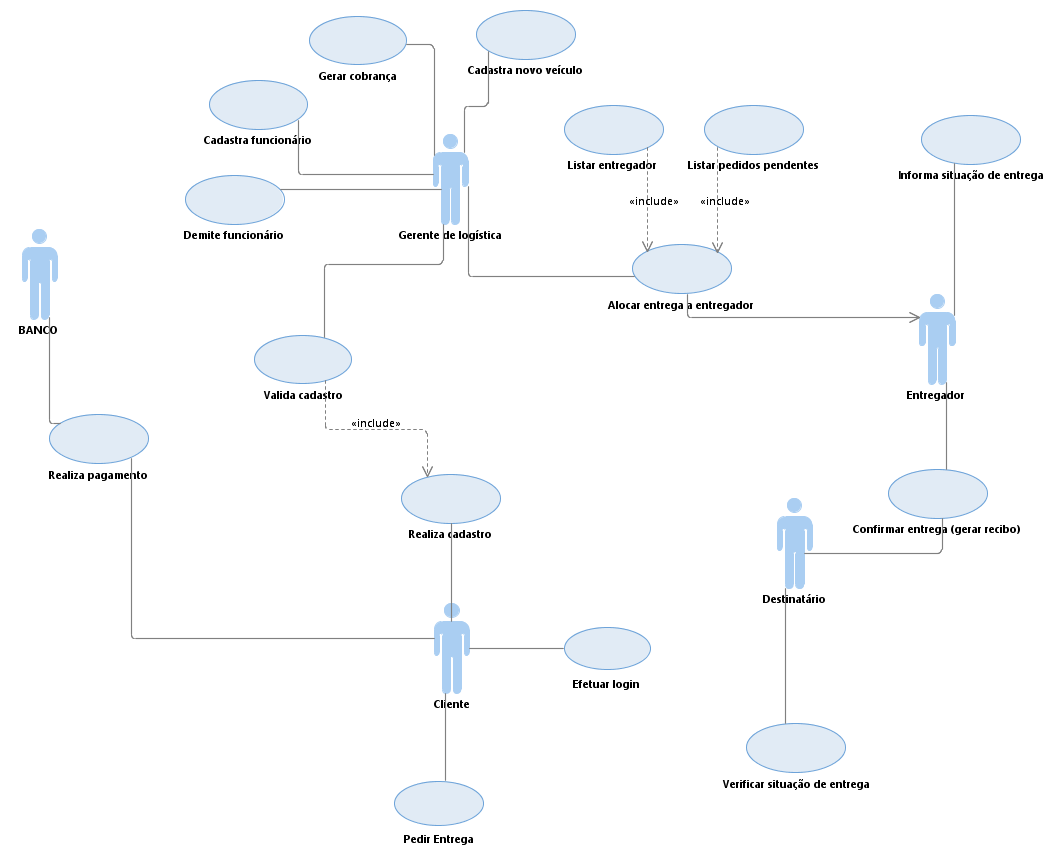 Gerar cobrança
Cadastra novo veículo
Cadastra funcionário
Listar entregador
Listar pedidos pendentes
Informa situação de entrega
«include»
«include»
Demite funcionário
Gerente de logística
Alocar entrega a entregador
BANCO
Valida cadastro
Entregador
«include»
Realiza pagamento
Realiza cadastro
Confirmar entrega (gerar recibo)
Destinatário
Efetuar login
Cliente
Verificar situação de entrega
Pedir Entrega